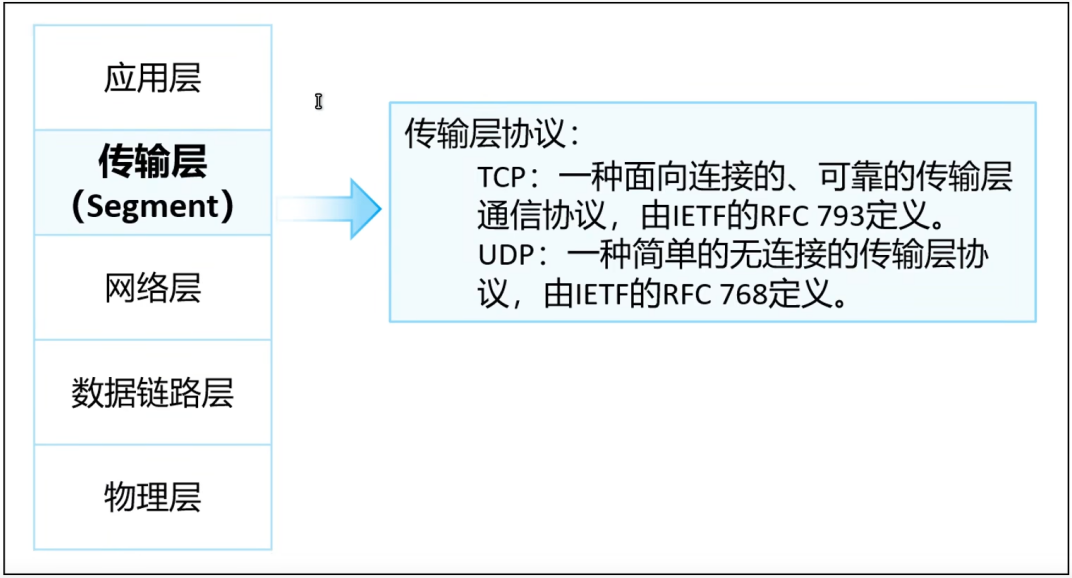 应用层
传输层
（Segment）
网络层
数据链路层
物理层
传输层协议：
TCP：一种面向连接的、可靠的传输层
通信协议，由IETF的RFC 793定义。
UDP：一种简单的无连接的传输层协
议，由IETF的RFC 768定义。